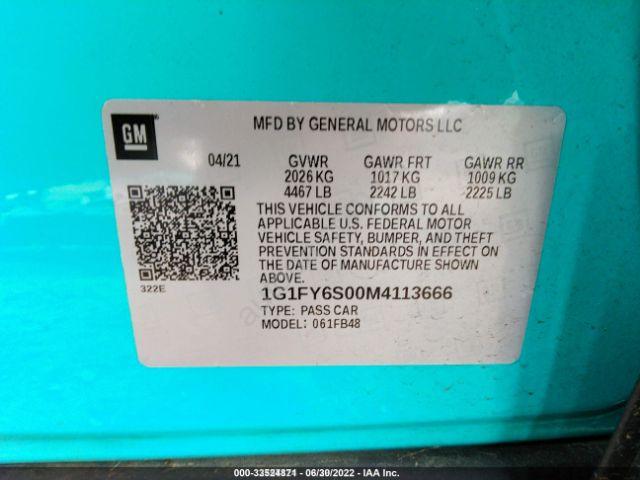 GM
MFD BY GENERAL MOTORS LLC
04/21 GVWR GAWR FRT GAWR RR
2026 KG 1017 KG 1009 KG
4467 LB 2242 LB 2225 LB
THIS VEHICLE CONFORMS TO ALL
APPLICABLE U.S. FEDERAL MOTOR
VEHICLE SAFETY, BUMPER, AND THEFT
PREVENTION STANDARDS IN EFFECT ON
THE DATE OF MANUFACTURE SHOWN
ABOVE.
322E
1G1FY6S00M4113666
TYPE: PASS CAR
MODEL: 061FB48
06/30/2022 - IAA Inc.